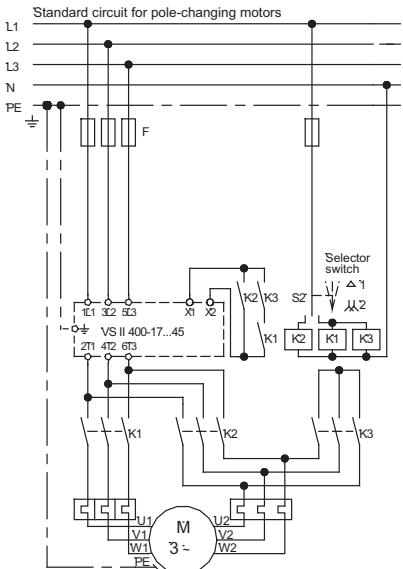 Standard circuit for pole-changing motors
L1
L2
L3
N
PE
F
Selector
switch
1
2
S2
K2 K3
K1
1L1 3L2 5L3 X1 X2
VS II 400-17...45
2T1 4T2 6T3
K2 K1 K3
K1 K2 K3
U1 U2
V1 V2
W1 W2
PE
M
3 ~